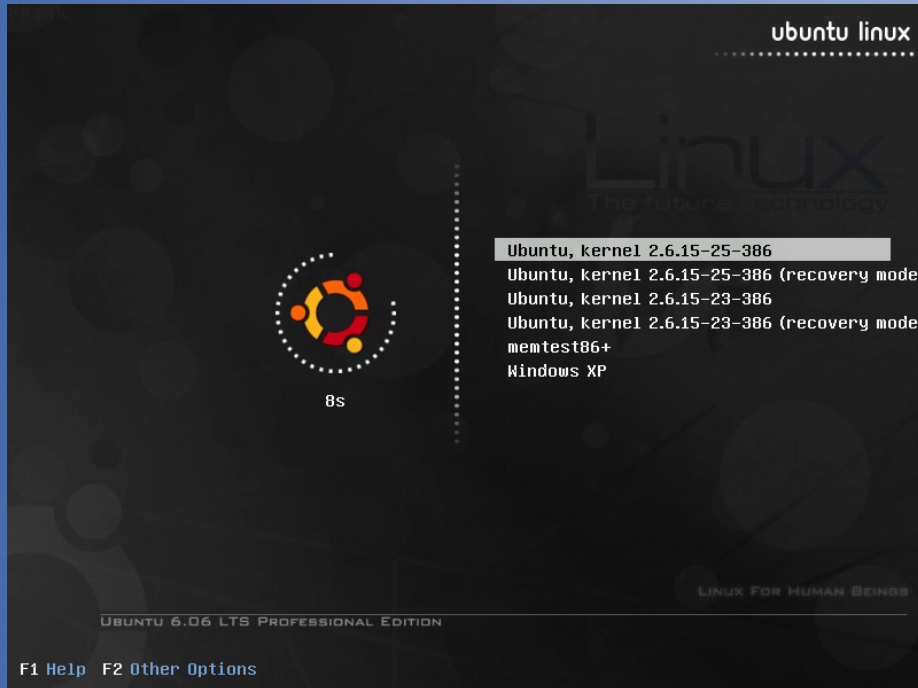 ubuntu linux
Linux
The future technology
Ubuntu, kernel 2.6.15-25-386
Ubuntu, kernel 2.6.15-25-386 (recovery mode
Ubuntu, kernel 2.6.15-23-386
Ubuntu, kernel 2.6.15-23-386 (recovery mode
memtest86+
Windows XP
8s
LINUX FOR HUMAN BEINGS
UBUNTU 6.06 LTS PROFESSIONAL EDITION
F1 Help F2 Other Options